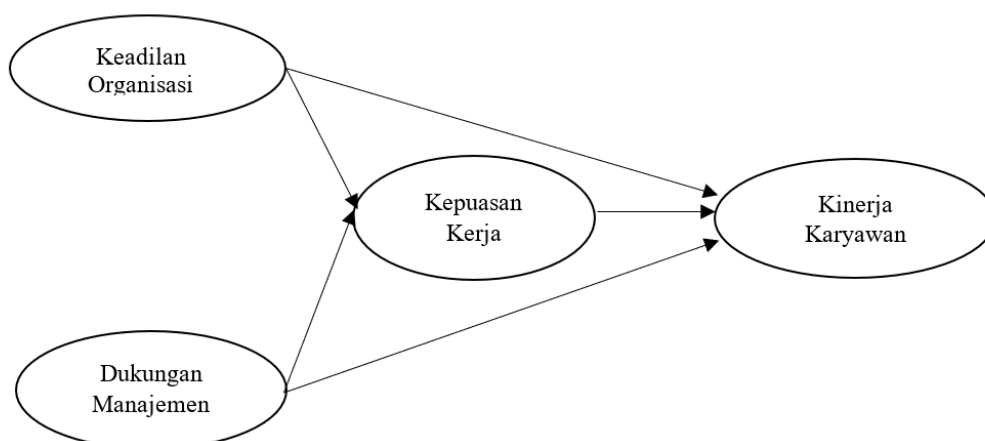 Keadilan
Organisasi
Kepuasan
Kerja
Kinerja
Karyawan
Dukungan
Manajemen